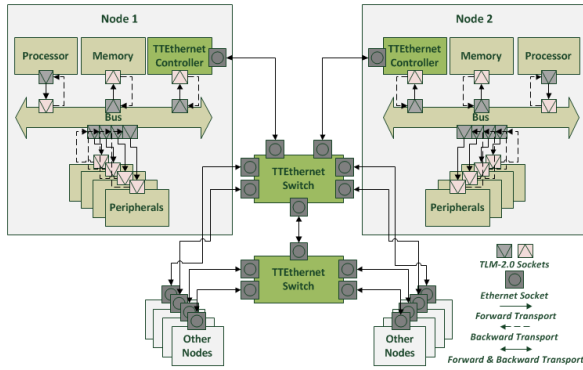 Node 1
Processor
Memory
TTEthernet
Controller
Bus
Peripherals
Node 2
TTEthernet
Controller
Memory
Processor
Bus
Peripherals
TTEthernet
Switch
TTEthernet
Switch
Other
Nodes
Other
Nodes
TLM-2.0 Sockets
Ethernet Socket
Forward Transport
Backward Transport
Forward & Backward Transport